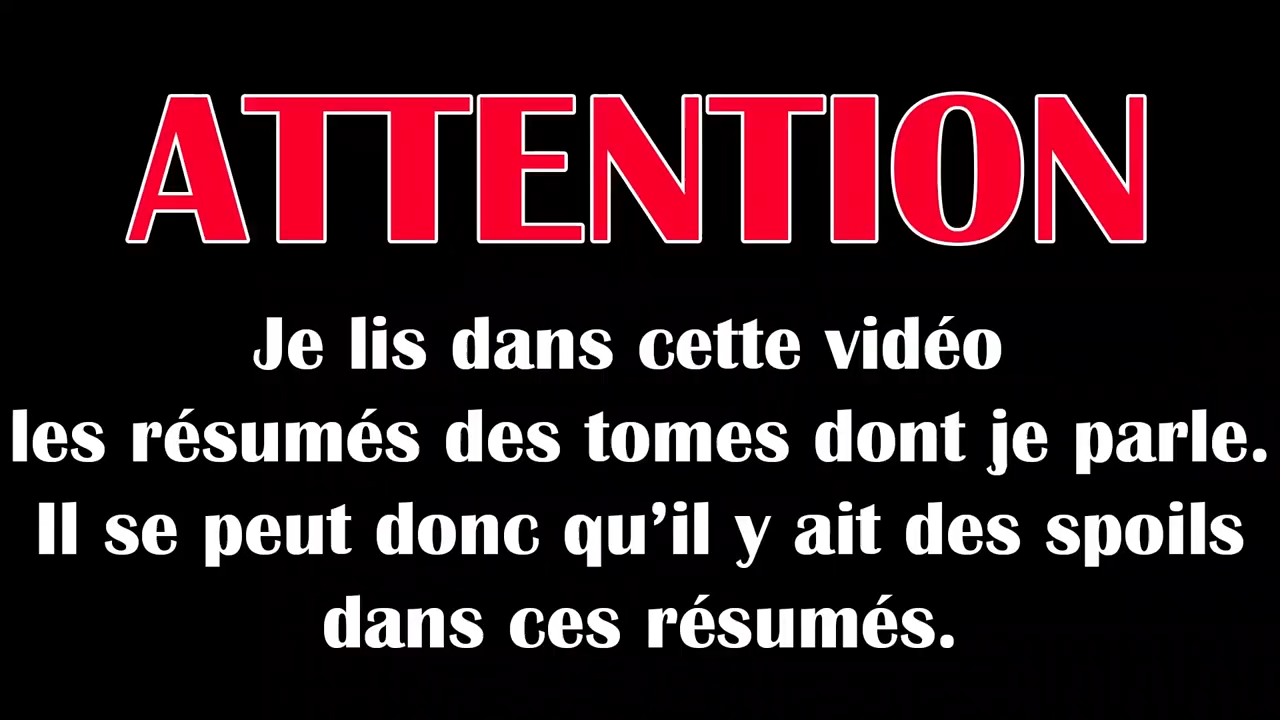 ATTENTION
Je lis dans cette vidéo
les résumés des tomes dont je parle.
Il se peut donc qu’il y ait des spoils
dans ces résumés.